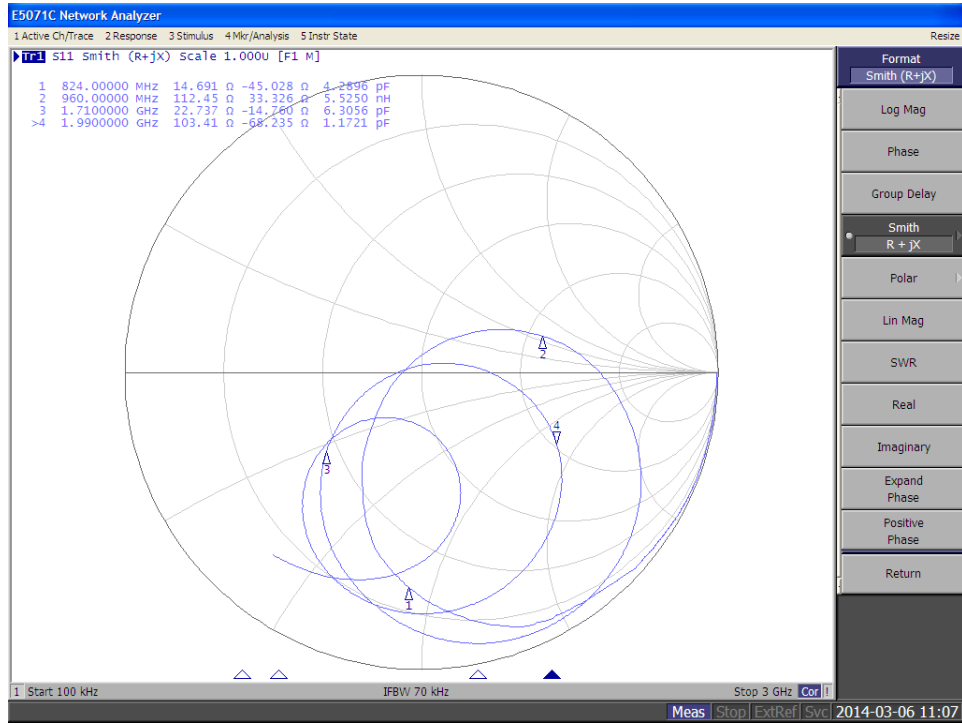 E5071C Network Analyzer
1 Active Ch/Trace 2 Response 3 Stimulus 4 Mkr/Analysis 5 Instr State
Resize
Tr1 S11 Smith (R+jX) Scale 1.000U [F1 M]
1 824.00000 MHz 14.691 Ω -45.028 Ω 4.2896 pF
2 960.00000 MHz 112.45 Ω 33.326 Ω 5.5250 nH
3 1.7100000 GHz 22.737 Ω -14.760 Ω 6.3056 pF
>4 1.9900000 GHz 103.41 Ω -68.235 Ω 1.1721 pF
2
4
3
1
Format
Smith (R+jX)
Log Mag
Phase
Group Delay
Smith
R + jX
Polar
Lin Mag
SWR
Real
Imaginary
Expand
Phase
Positive
Phase
Return
1 Start 100 kHz IFBW 70 kHz Stop 3 GHz Cor !
Meas Stop ExtRef Svc 2014-03-06 11:07